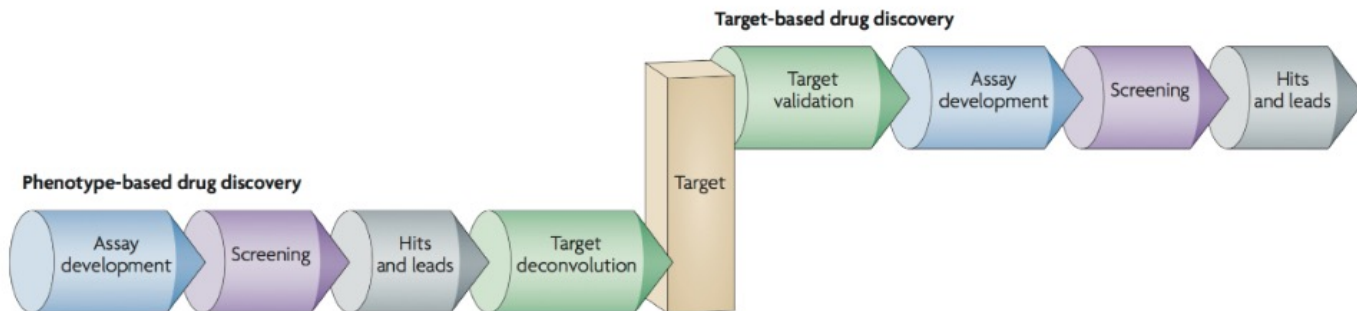 Target-based drug discovery
Target
validation
Assay
development
Screening
Hits
and leads
Target
Phenotype-based drug discovery
Assay
development
Screening
Hits
and leads
Target
deconvolution